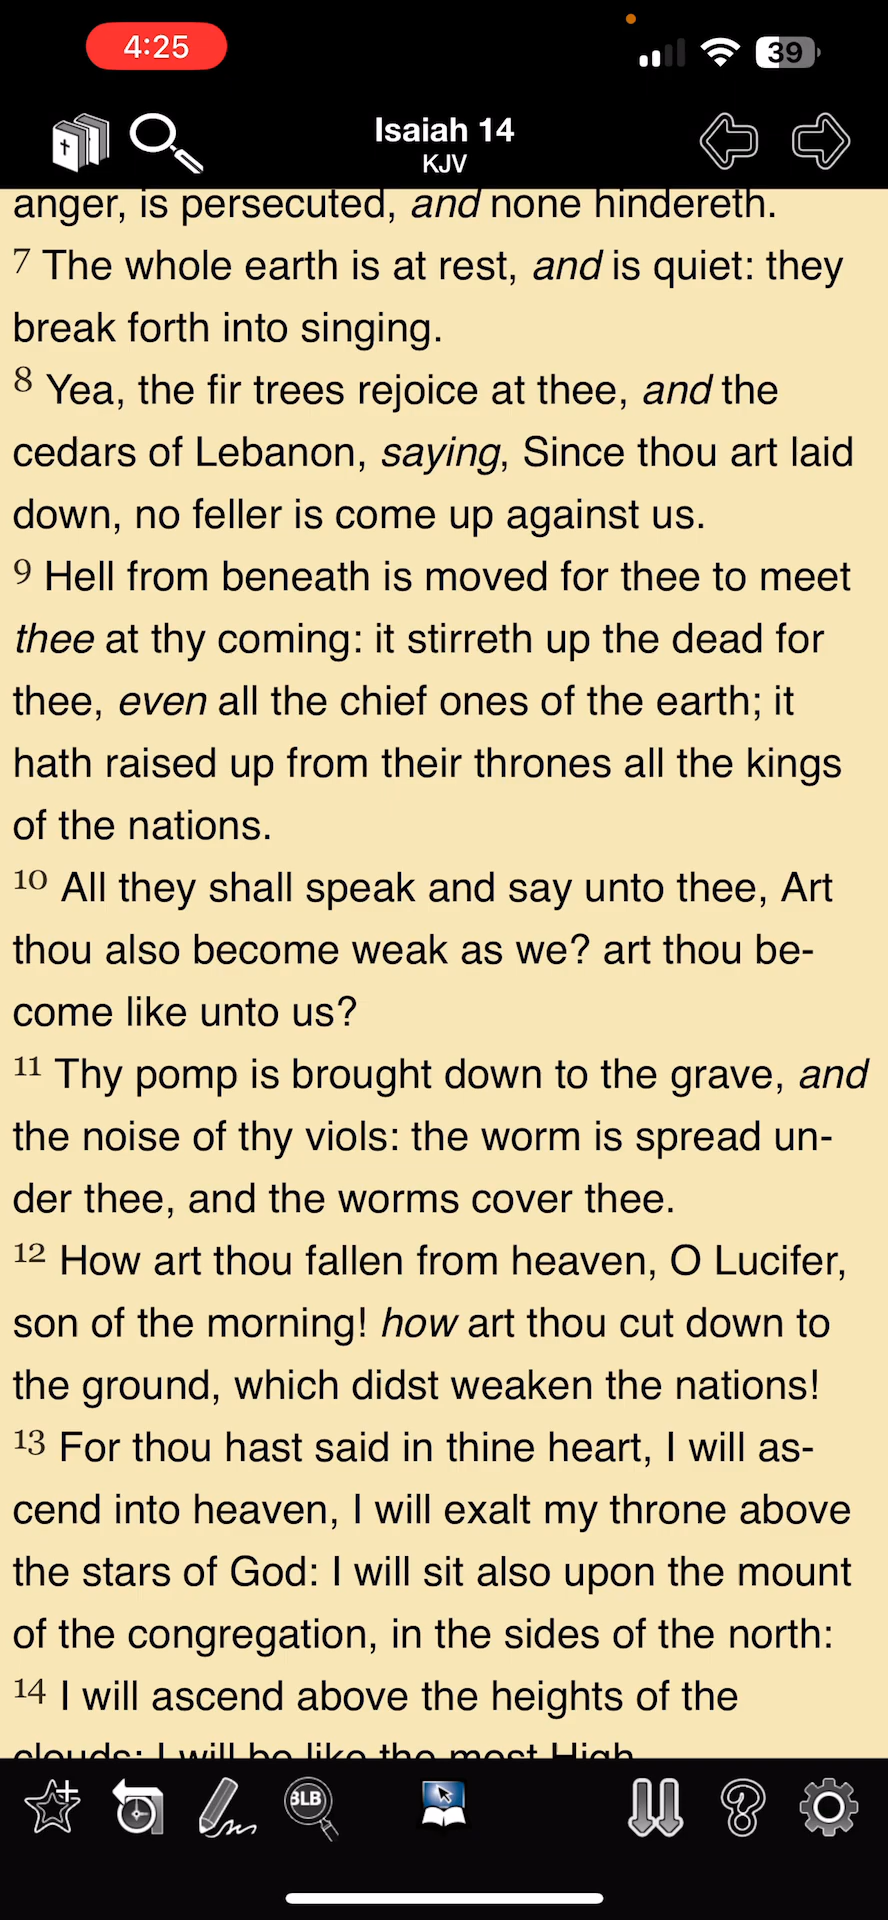 4:25
39
Isaiah 14
KJV
anger, is persecuted, and none hindereth.
7 The whole earth is at rest, and is quiet: they
break forth into singing.
8 Yea, the fir trees rejoice at thee, and the
cedars of Lebanon, saying, Since thou art laid
down, no feller is come up against us.
9 Hell from beneath is moved for thee to meet
thee at thy coming: it stirreth up the dead for
thee, even all the chief ones of the earth; it
hath raised up from their thrones all the kings
of the nations.
10 All they shall speak and say unto thee, Art
thou also become weak as we? art thou be-
come like unto us?
11 Thy pomp is brought down to the grave, and
the noise of thy viols: the worm is spread un-
der thee, and the worms cover thee.
12 How art thou fallen from heaven, O Lucifer,
son of the morning! how art thou cut down to
the ground, which didst weaken the nations!
13 For thou hast said in thine heart, I will as-
cend into heaven, I will exalt my throne above
the stars of God: I will sit also upon the mount
of the congregation, in the sides of the north:
14 I will ascend above the heights of the
clouds; I will be like the most High.
BLB